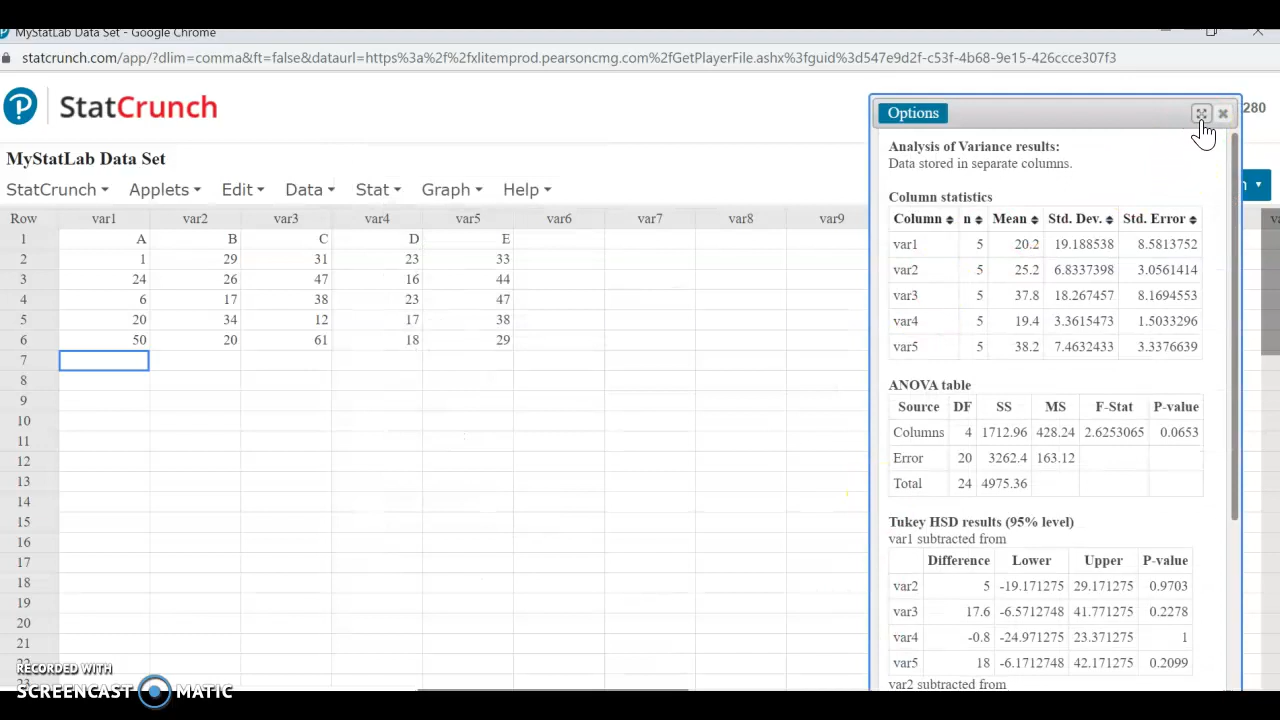 MyStatLab Data Set - Google Chrome
statcrunch.com/app/?dlim=comma&ft=false&dataurl=https%3a%2f%2fxlitemprod.pearsoncmg.com%2fGetPlayerFile.ashx%3fguid%3d547e9d2f-c53f-4b68-9e15-426ccce307f3
P StatCrunch
280
MyStatLab Data Set
StatCrunch Applets Edit Data Stat Graph Help
Row var1 var2 var3 var4 var5 var6 var7 var8 var9
1 A B C D E
2 1 29 31 23 33
3 24 26 47 16 44
4 6 17 38 23 47
5 20 34 12 17 38
6 50 20 61 18 29
7
8
9
10
11
12
13
14
15
16
17
18
19
20
21
22
23
Options
Analysis of Variance results:
Data stored in separate columns.
Column statistics
Column n Mean Std. Dev. Std. Error
var1 5 20.2 19.188538 8.5813752
var2 5 25.2 6.8337398 3.0561414
var3 5 37.8 18.267457 8.1694553
var4 5 19.4 3.3615473 1.5033296
var5 5 38.2 7.4632433 3.3376639
ANOVA table
Source DF SS MS F-Stat P-value
Columns 4 1712.96 428.24 2.6253065 0.0653
Error 20 3262.4 163.12
Total 24 4975.36
Tukey HSD results (95% level)
var1 subtracted from
Difference Lower Upper P-value
var2 5 -19.171275 29.171275 0.9703
var3 17.6 -6.5712748 41.771275 0.2278
var4 -0.8 -24.971275 23.371275 1
var5 18 -6.1712748 42.171275 0.2099
var2 subtracted from
RECORDED WITH
SCREENCAST MATIC